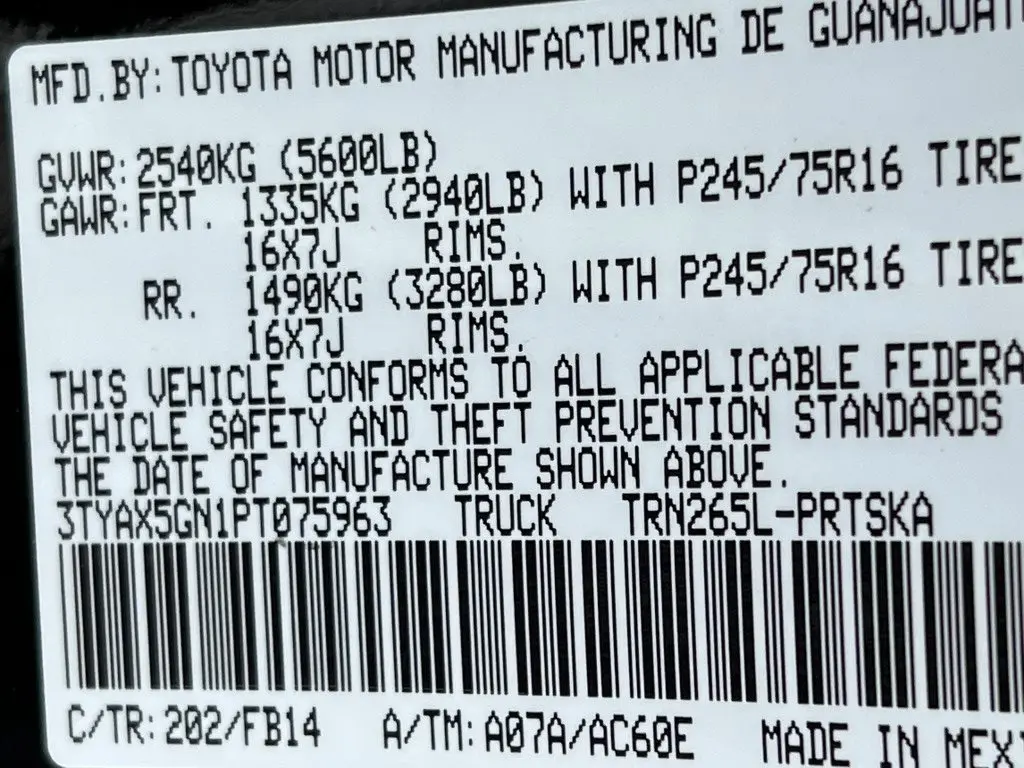 MFD.BY: TOYOTA MOTOR MANUFACTURING DE GUANAJUAT
GVWR: 2540KG (5600LB)
GAWR: FRT. 1335KG (2940LB) WITH P245/75R16 TIRE
16X7J RIMS.
RR. 1490KG (3280LB) WITH P245/75R16 TIRE
16X7J RIMS.
THIS VEHICLE CONFORMS TO ALL APPLICABLE FEDERA
VEHICLE SAFETY AND THEFT PREVENTION STANDARDS
THE DATE OF MANUFACTURE SHOWN ABOVE.
3TYAX5GN1PT075963 TRUCK TRN265L-PRTSKA
C/TR: 202/FB14 A/TM: A07A/AC60E MADE IN MEXI